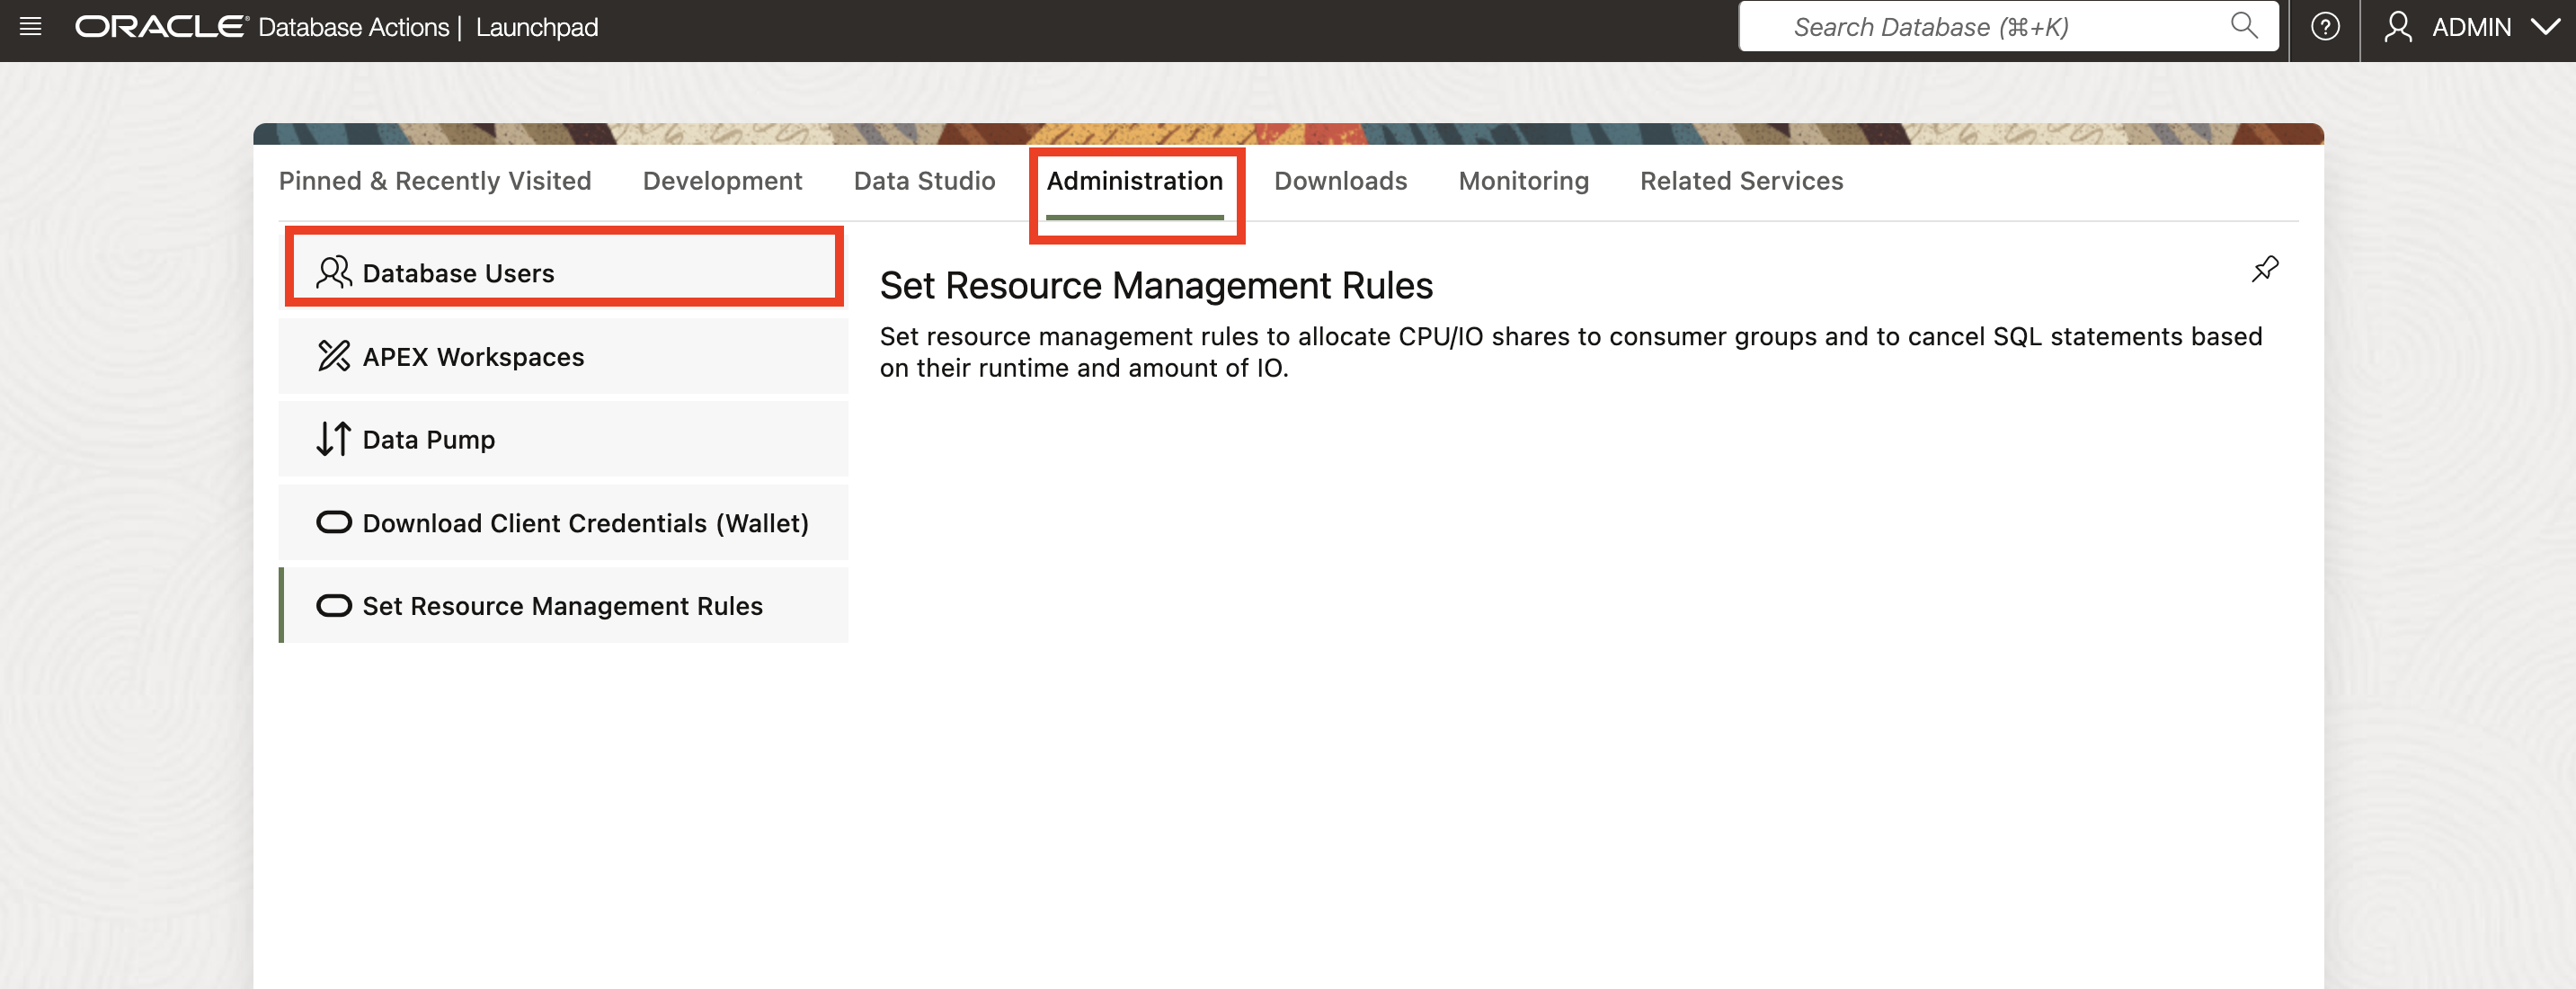 ORACLE® Database Actions | Launchpad
Search Database (⌘+K)
ADMIN
Pinned & Recently Visited Development Data Studio Administration Downloads Monitoring Related Services
Database Users
APEX Workspaces
Data Pump
Download Client Credentials (Wallet)
Set Resource Management Rules
Set Resource Management Rules
Set resource management rules to allocate CPU/IO shares to consumer groups and to cancel SQL statements based
on their runtime and amount of IO.